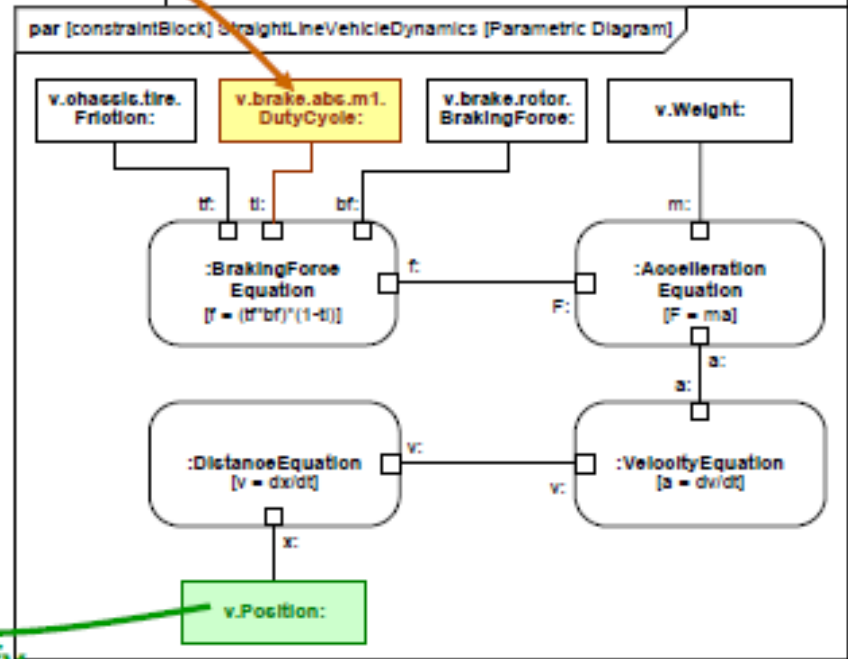 par [constraintBlock] StraightLineVehicleDynamics [Parametric Diagram]
v.chassis.tire.
Friction:
v.brake.abs.m1.
DutyCycle:
v.brake.rotor.
BrakingForce:
v.Weight:
tf:
tl:
bf:
m:
:BrakingForce
Equation
[f = (tf*bf)*(1-tl)]
f:
F:
:Accelleration
Equation
[F = ma]
a:
a:
:DistanceEquation
[v = dx/dt]
v:
v:
:VelocityEquation
[a = dv/dt]
x:
v.Position: